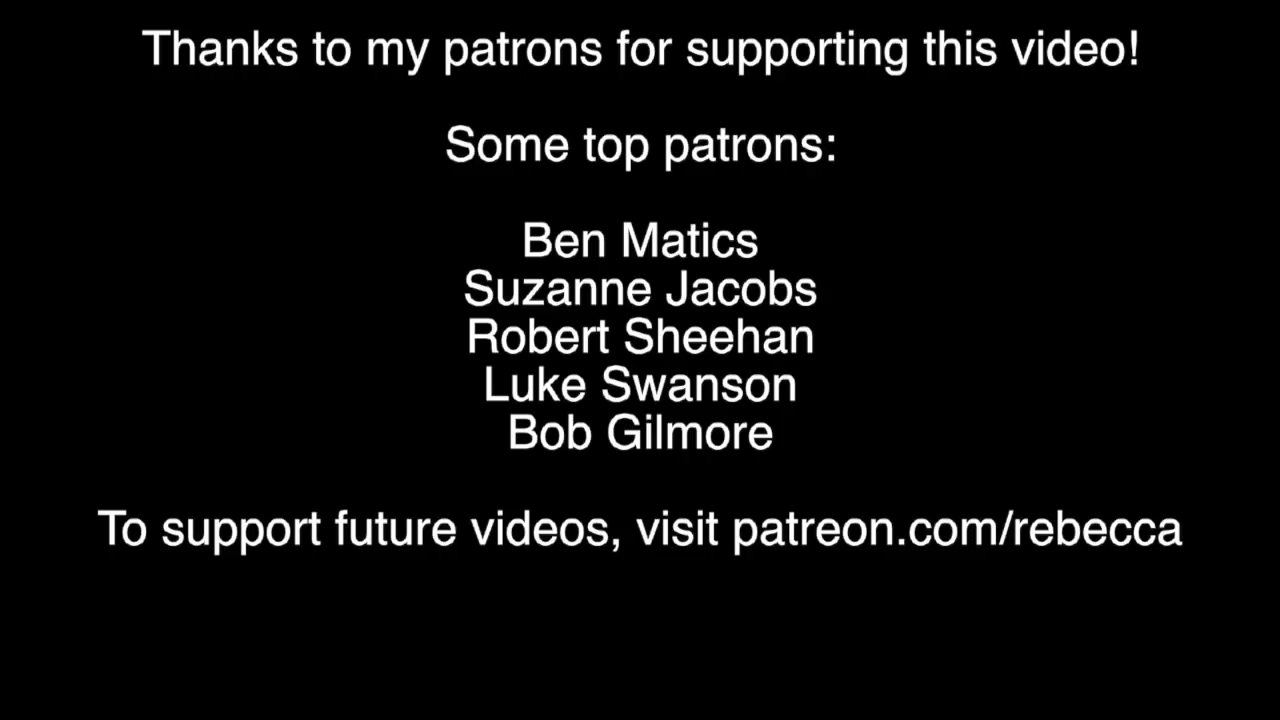 Thanks to my patrons for supporting this video!
Some top patrons:
Ben Matics
Suzanne Jacobs
Robert Sheehan
Luke Swanson
Bob Gilmore
To support future videos, visit patreon.com/rebecca